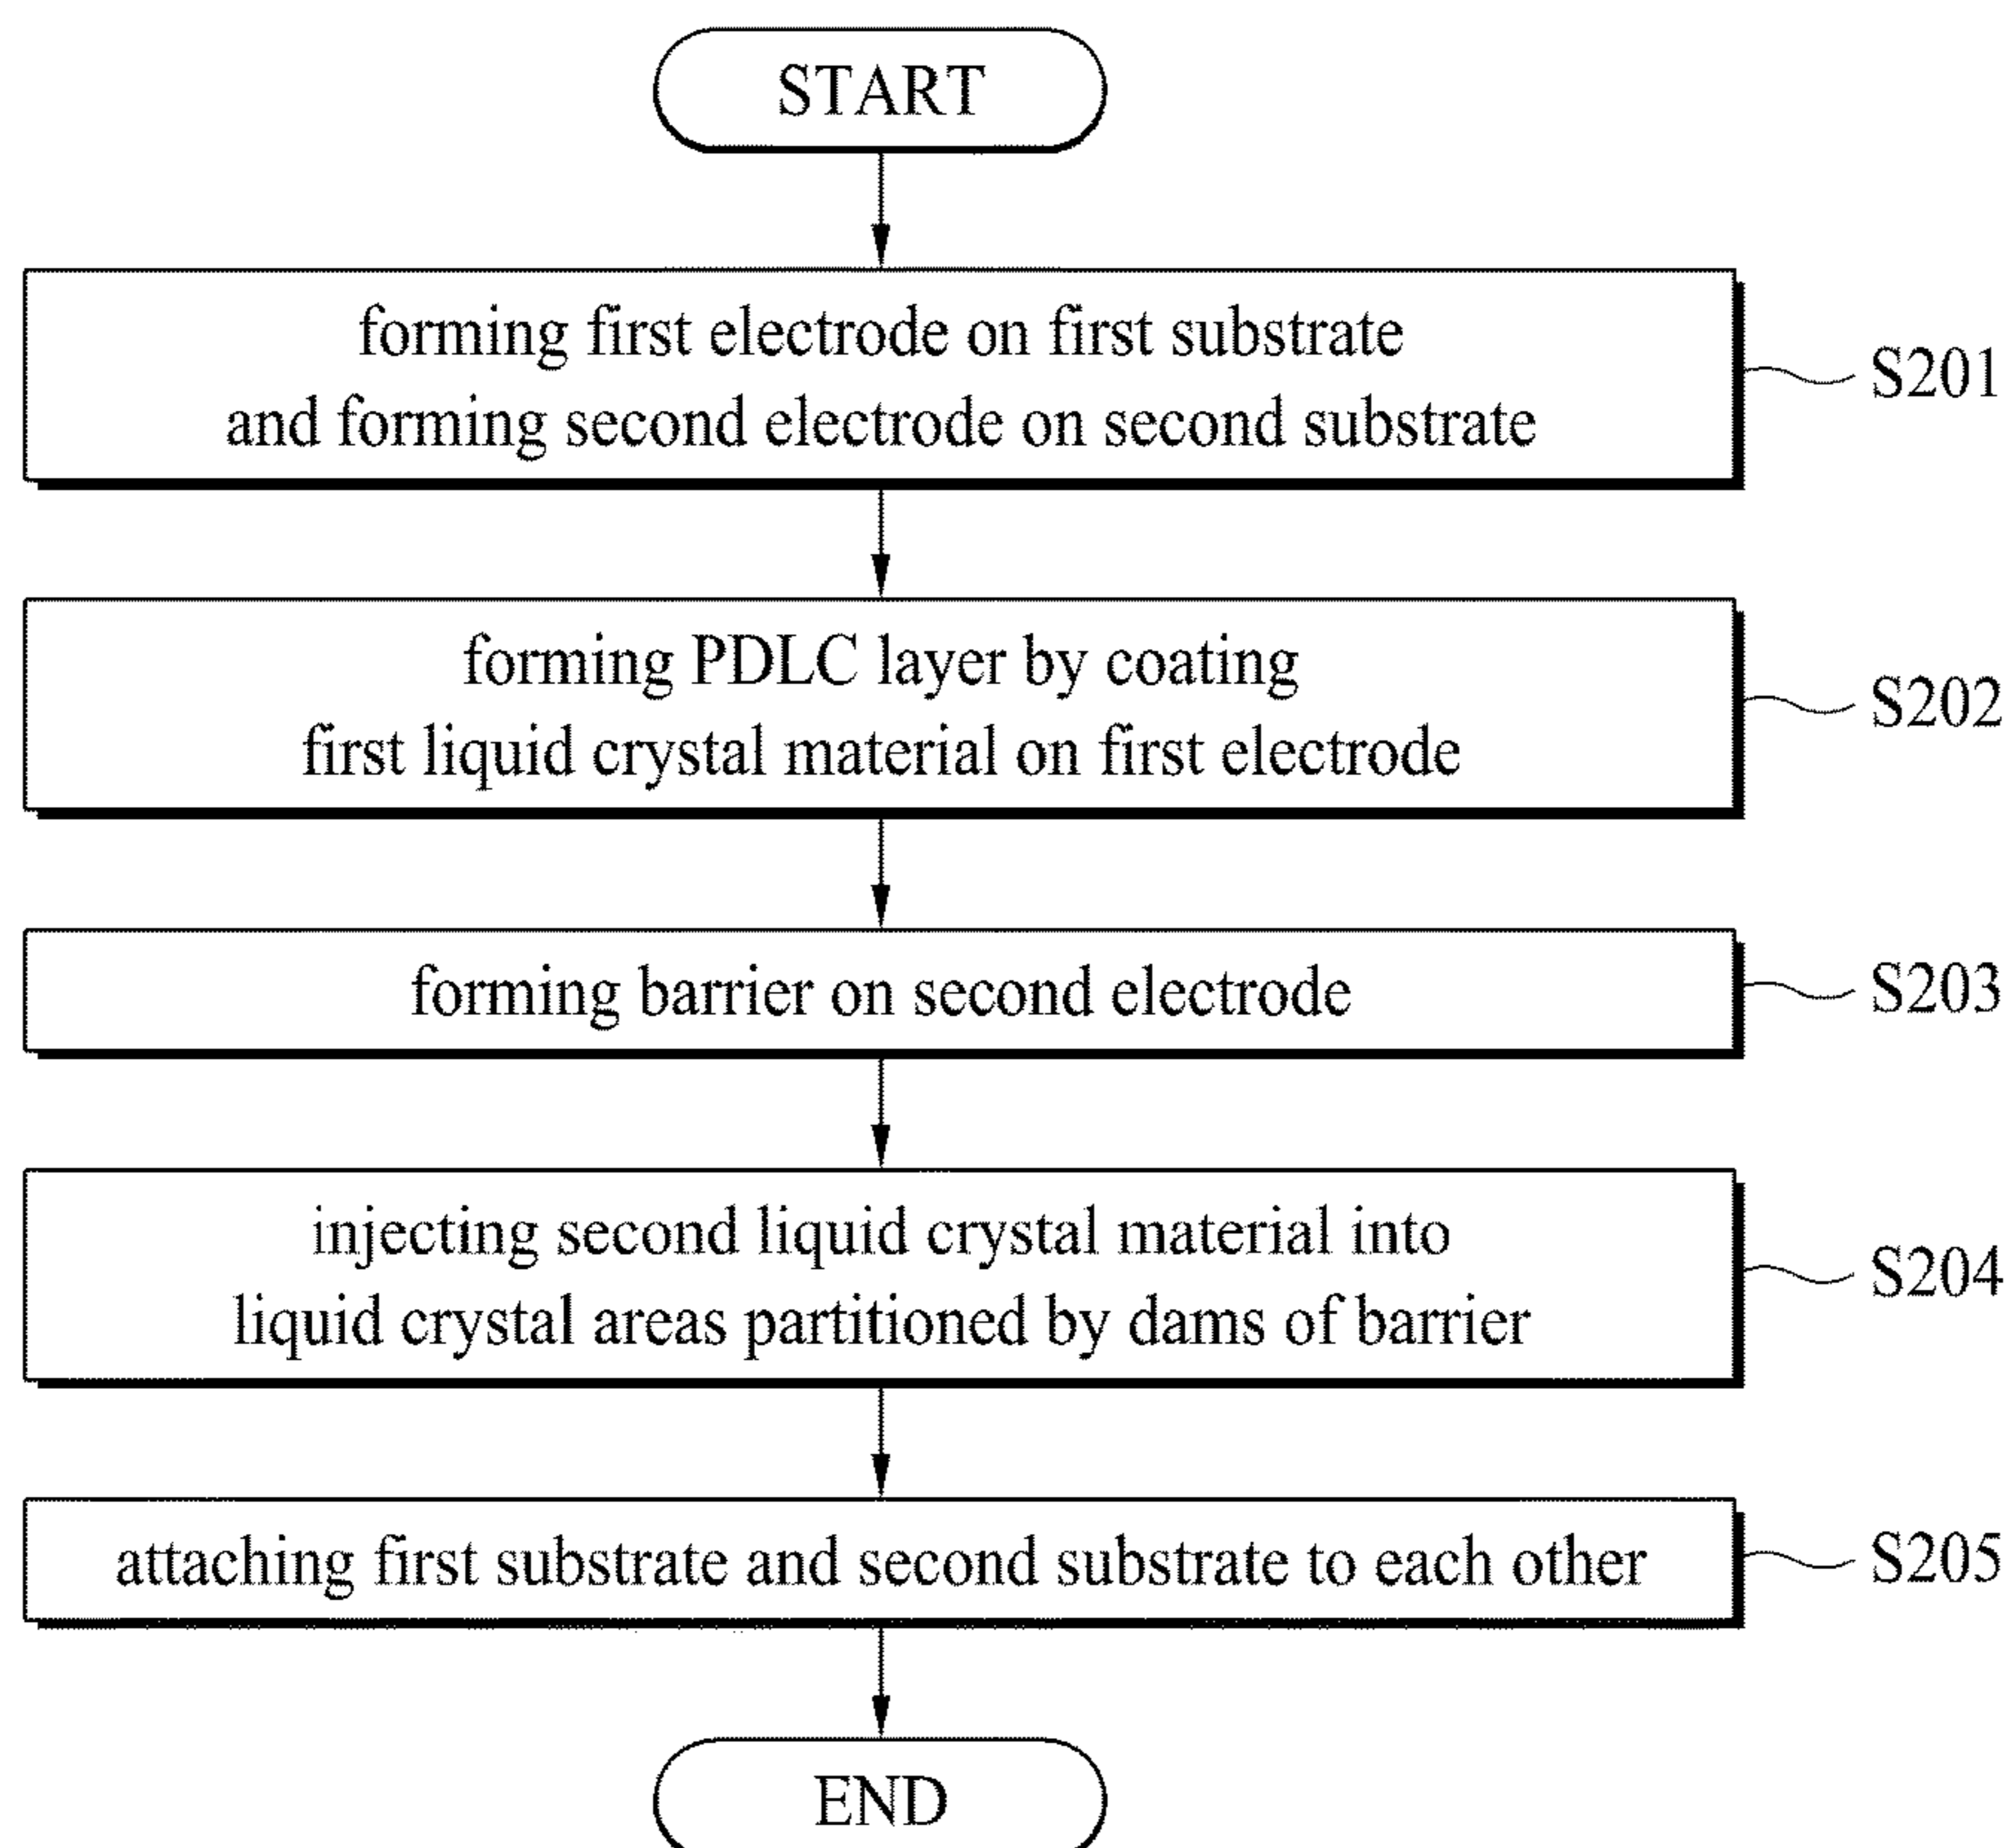 START
forming first electrode on first substrate
and forming second electrode on second substrate
S201
forming PDLC layer by coating
first liquid crystal material on first electrode
S202
forming barrier on second electrode
S203
injecting second liquid crystal material into
liquid crystal areas partitioned by dams of barrier
S204
attaching first substrate and second substrate to each other
S205
END